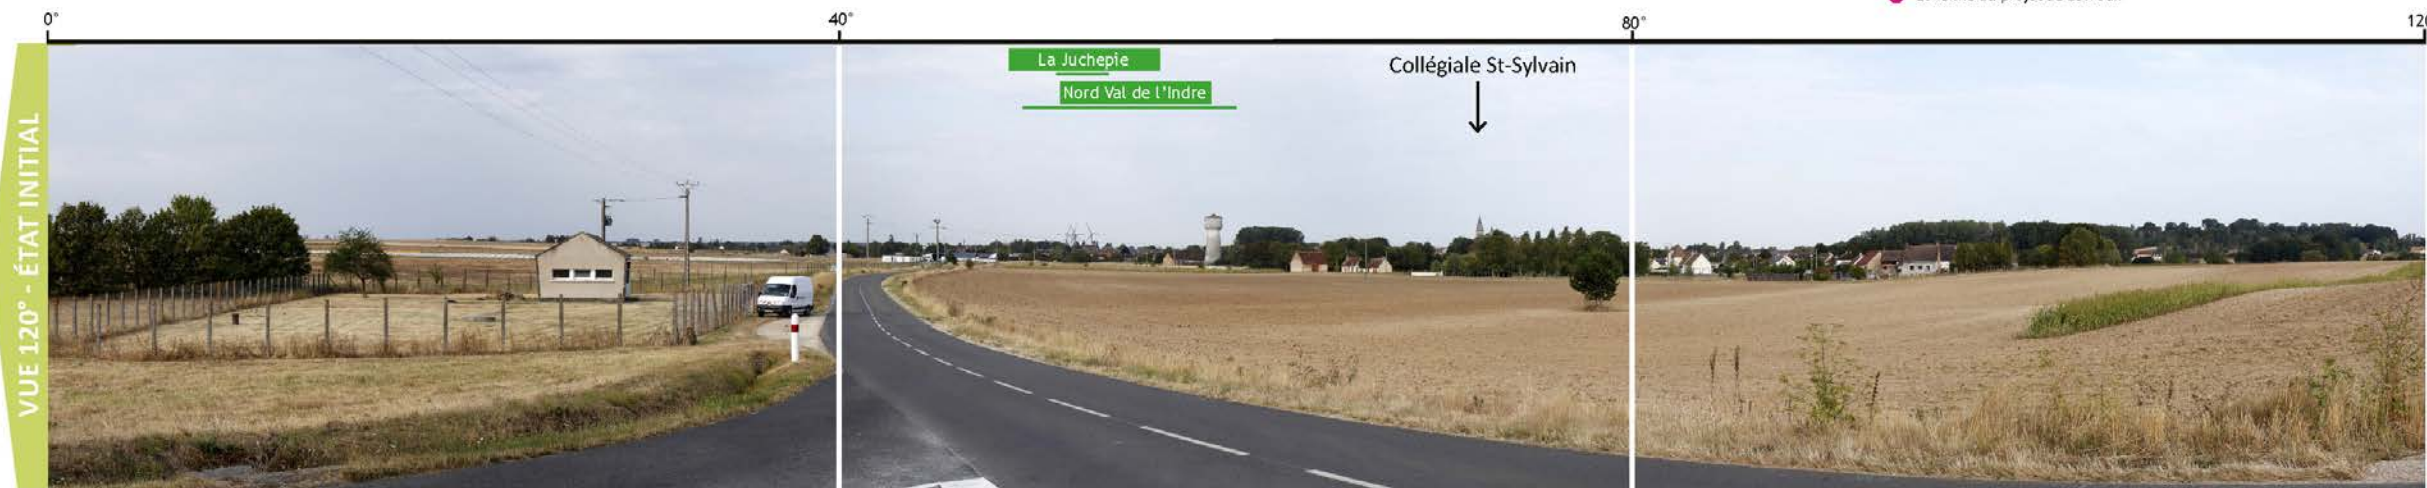 0°
40°
80°
VUE 120° - ÉTAT INITIAL
La Juchepie
Nord Val de l'Indre
Collégiale St-Sylvain